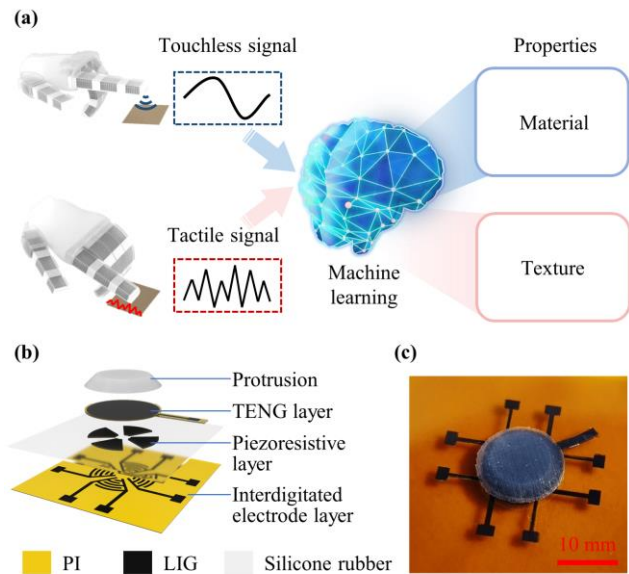 (a)
Touchless signal
Properties
Material
Tactile signal
Machine
learning
Texture
(b)
Protrusion
TENG layer
Piezoresistive
layer
Interdigitated
electrode layer
PI
LIG
Silicone rubber
(c)
10 mm